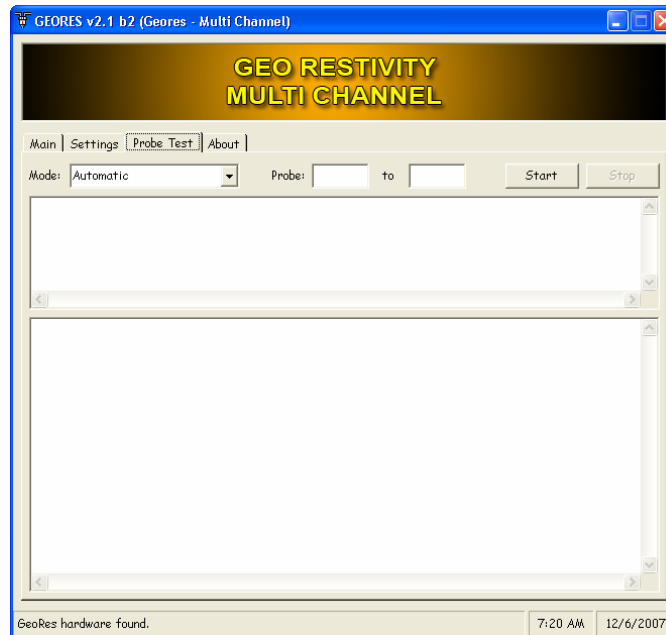 GEORES v2.1 b2 (Geores - Multi Channel)
GEO RESTIVITY
MULTI CHANNEL
Main Settings Probe Test About
Mode: Automatic Probe: to Start Stop
GeoRes hardware found. 7:20 AM 12/6/2007